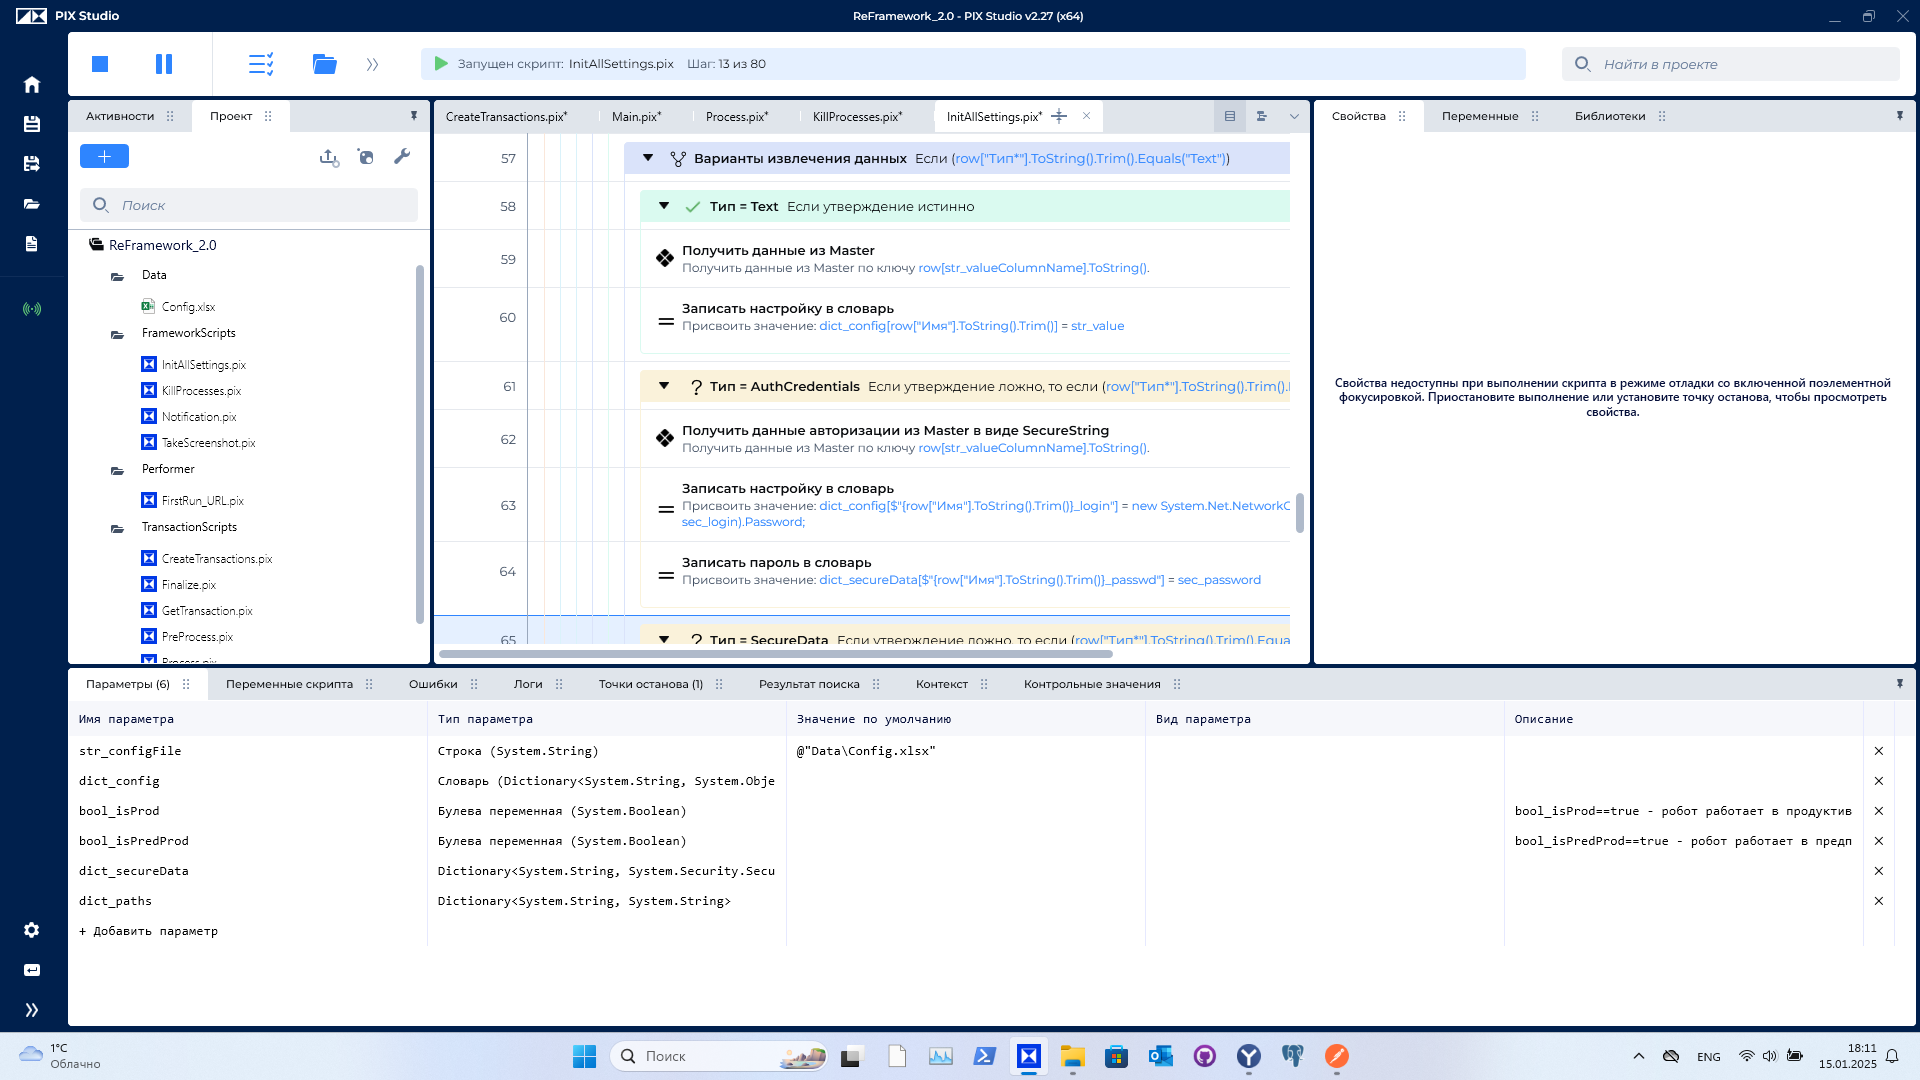 PIX Studio
ReFramework_2.0 - PIX Studio v2.27 (x64)
Запущен скрипт: InitAllSettings.pix Шаг: 13 из 80
Найти в проекте
Активности
Проект
Поиск
ReFramework_2.0
Data
Config.xlsx
FrameworkScripts
InitAllSettings.pix
KillProcesses.pix
Notification.pix
TakeScreenshot.pix
Performer
FirstRun_URL.pix
TransactionScripts
CreateTransactions.pix
Finalize.pix
GetTransaction.pix
PreProcess.pix
Process.pix
CreateTransactions.pix*
Main.pix*
Process.pix*
KillProcesses.pix*
InitAllSettings.pix*
57 Варианты извлечения данных Если (row["Тип*"].ToString().Trim().Equals("Text"))
58 Тип = Text Если утверждение истинно
59 Получить данные из Master
Получить данные из Master по ключу row[str_valueColumnName].ToString().
60 Записать настройку в словарь
Присвоить значение: dict_config[row["Имя"].ToString().Trim()] = str_value
61 Тип = AuthCredentials Если утверждение ложно, то если (row["Тип*"].ToString().Trim().
62 Получить данные авторизации из Master в виде SecureString
Получить данные из Master по ключу row[str_valueColumnName].ToString().
63 Записать настройку в словарь
Присвоить значение: dict_config[$"{row["Имя"].ToString().Trim()}_login"] = new System.Net.NetworkC
sec_login).Password;
64 Записать пароль в словарь
Присвоить значение: dict_secureData[$"{row["Имя"].ToString().Trim()}_passwd"] = sec_password
65 Тип = SecureData Если утверждение ложно, то если (row["Тип*"].ToString().Trim().Equa
Свойства
Переменные
Библиотеки
Свойства недоступны при выполнении скрипта в режиме отладки со включенной поэлементной
фокусировкой. Приостановите выполнение или установите точку останова, чтобы просмотреть
свойства.
Параметры (6)
Переменные скрипта
Ошибки
Логи
Точки останова (1)
Результат поиска
Контекст
Контрольные значения
Имя параметра Тип параметра Значение по умолчанию Вид параметра Описание
str_configFile Строка (System.String) @"Data\Config.xlsx"
dict_config Словарь (Dictionary<System.String, System.Obje
bool_isProd Булева переменная (System.Boolean) bool_isProd==true - робот работает в продуктив
bool_isPredProd Булева переменная (System.Boolean) bool_isPredProd==true - робот работает в предп
dict_secureData Dictionary<System.String, System.Security.Secu
dict_paths Dictionary<System.String, System.String>
+ Добавить параметр
1°C
Облачно
Поиск
ENG
18:11
15.01.2025